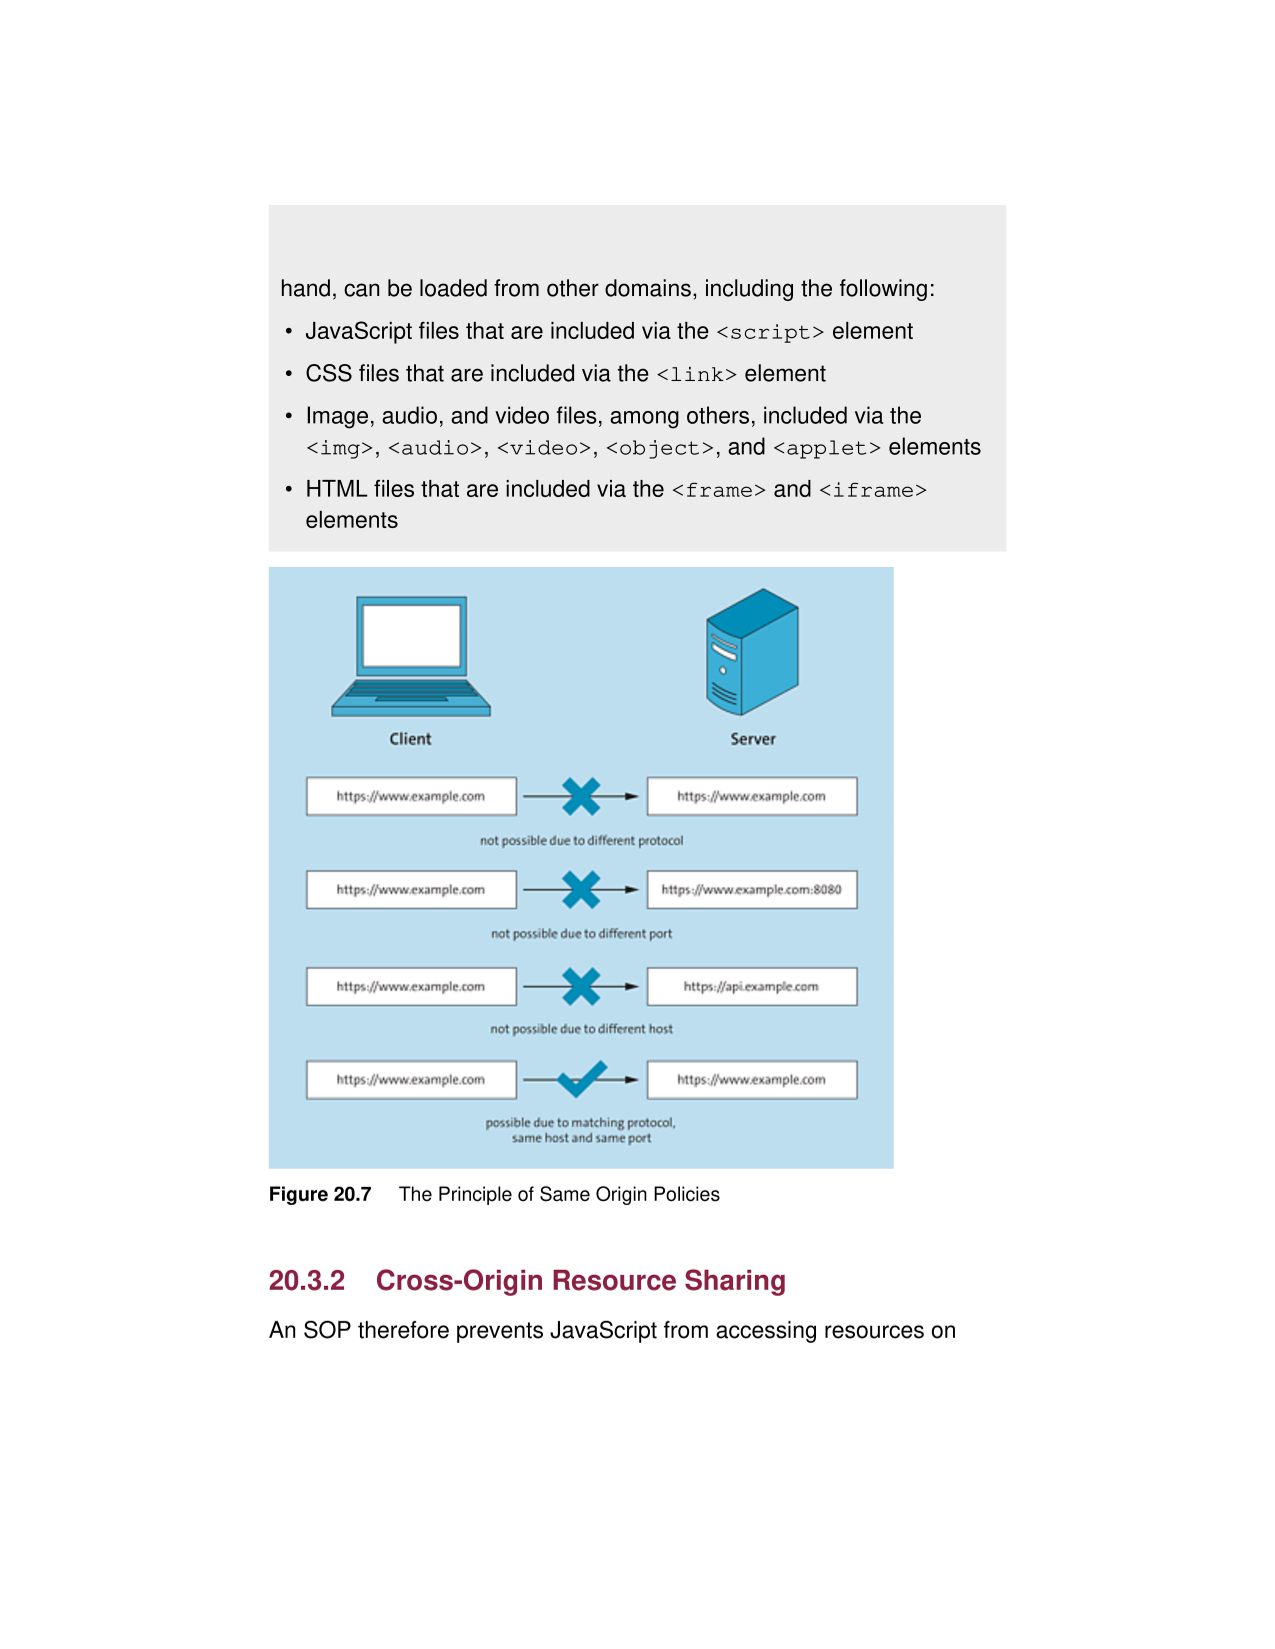 hand, can be loaded from other domains, including the following:
• JavaScript files that are included via the <script> element
• CSS files that are included via the <link> element
• Image, audio, and video files, among others, included via the
<img>, <audio>, <video>, <object>, and <applet> elements
• HTML files that are included via the <frame> and <iframe>
elements
Client
Server
https://www.example.com
https://www.example.com
not possible due to different protocol
https://www.example.com
https://www.example.com:8080
not possible due to different port
https://www.example.com
https://api.example.com
not possible due to different host
https://www.example.com
https://www.example.com
possible due to matching protocol,
same host and same port
Figure 20.7 The Principle of Same Origin Policies
20.3.2 Cross-Origin Resource Sharing
An SOP therefore prevents JavaScript from accessing resources on